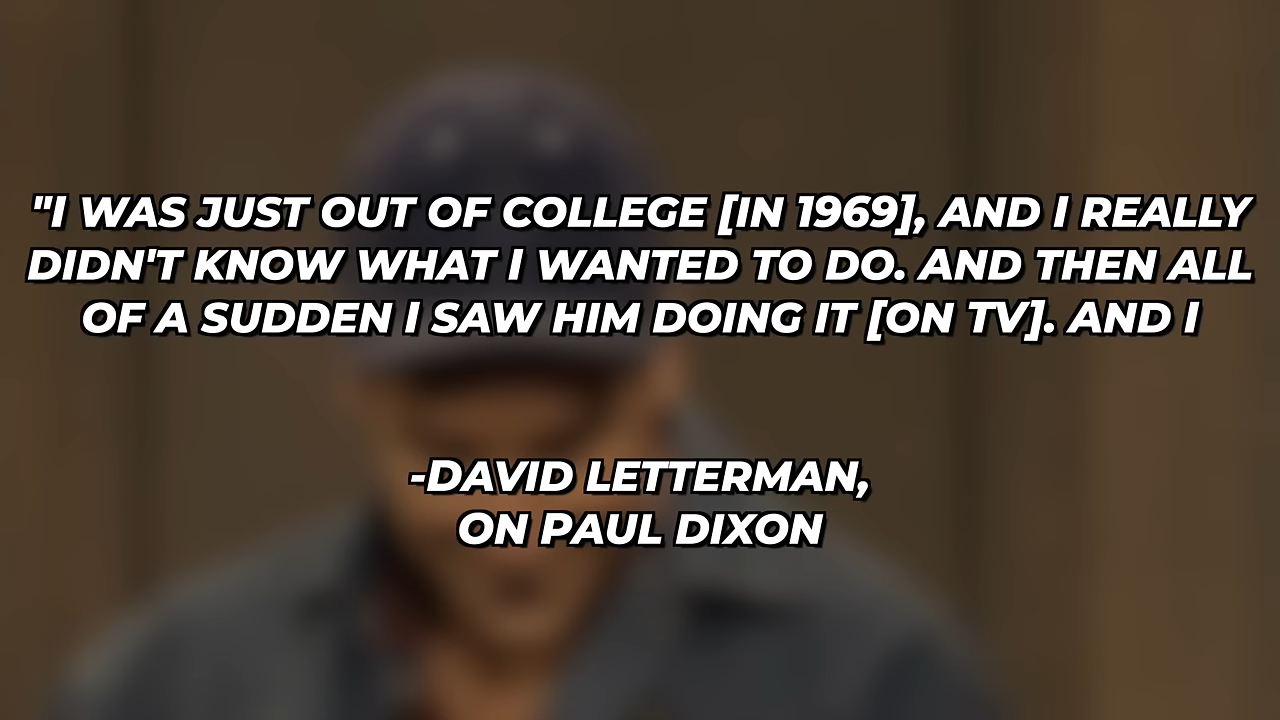 "I WAS JUST OUT OF COLLEGE [IN 1969], AND I REALLY
DIDN'T KNOW WHAT I WANTED TO DO. AND THEN ALL
OF A SUDDEN I SAW HIM DOING IT [ON TV]. AND I
-DAVID LETTERMAN,
ON PAUL DIXON